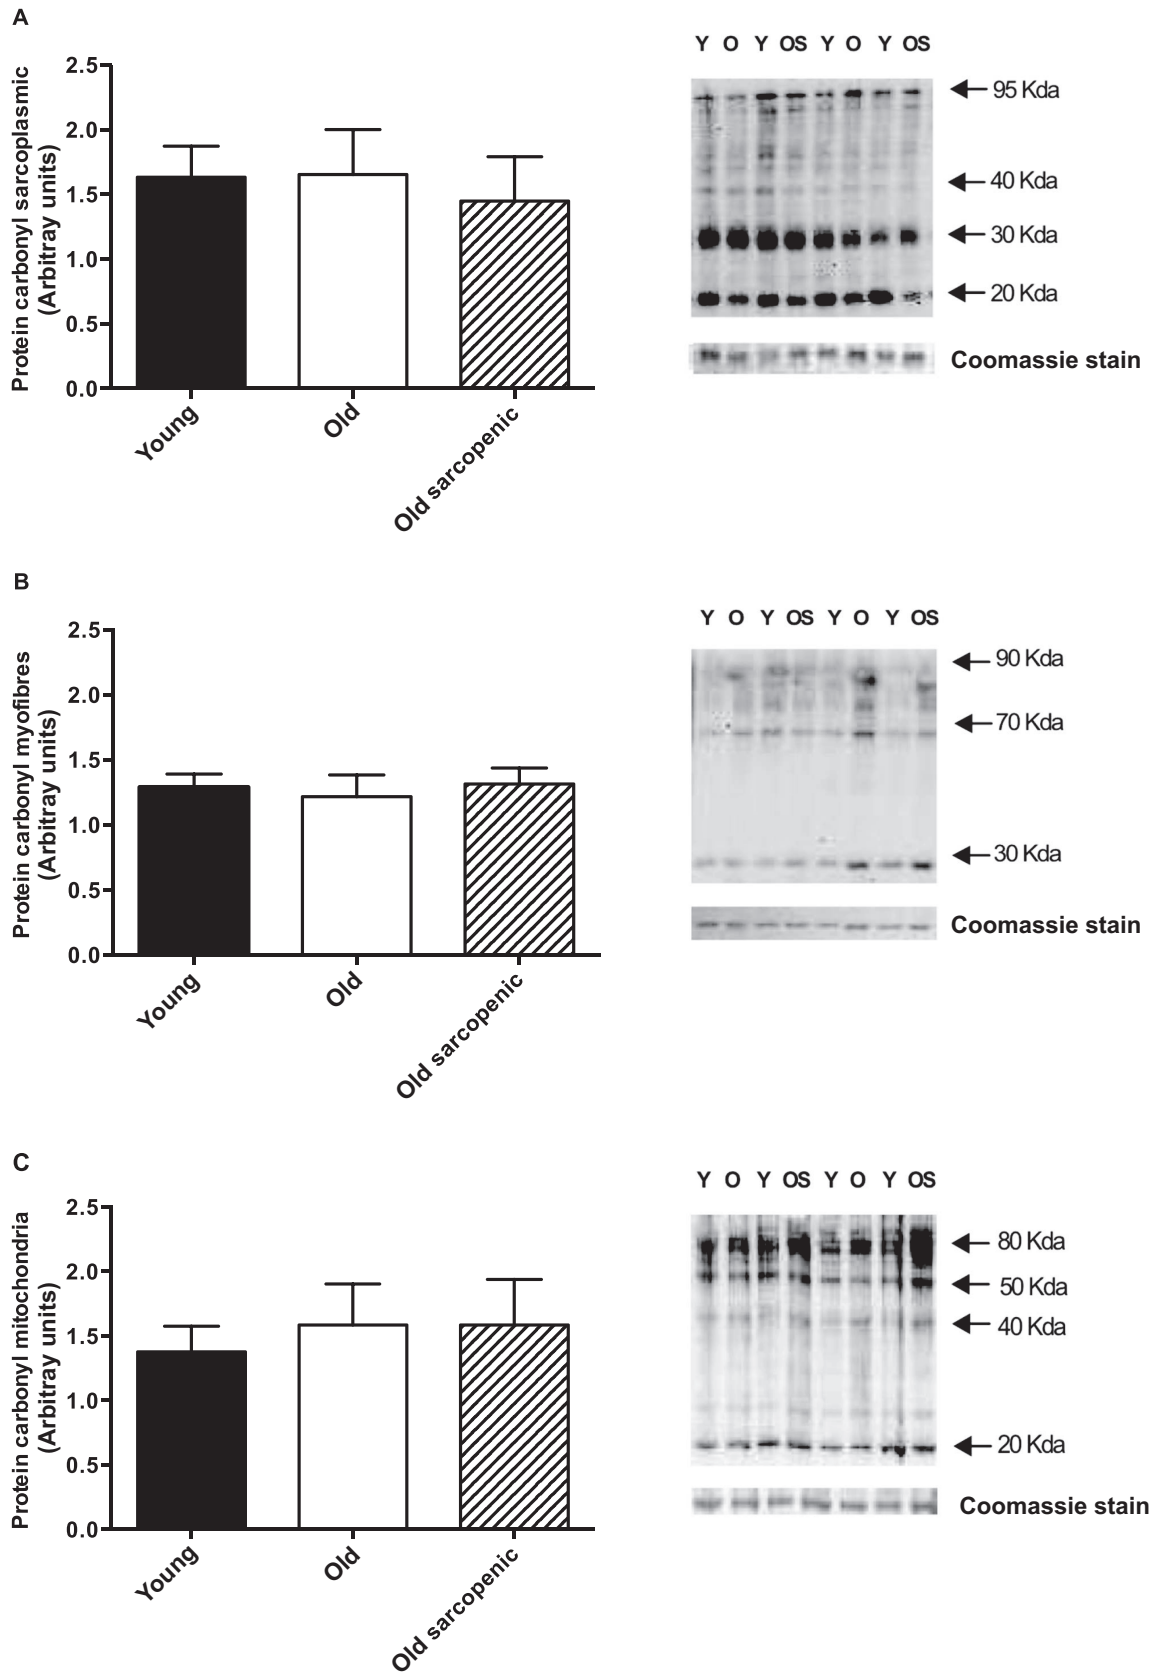 A
Protein carbonyl sarcoplasmic
(Arbitray units)
2.5
2.0
1.5
1.0
0.5
0.0
Young
Old
Old sarcopenic
Y O Y OS Y O Y OS
95 Kda
40 Kda
30 Kda
20 Kda
Coomassie stain
B
Protein carbonyl myofibres
(Arbitray units)
2.5
2.0
1.5
1.0
0.5
0.0
Young
Old
Old sarcopenic
Y O Y OS Y O Y OS
90 Kda
70 Kda
30 Kda
Coomassie stain
C
Protein carbonyl mitochondria
(Arbitray units)
2.5
2.0
1.5
1.0
0.5
0.0
Young
Old
Old sarcopenic
Y O Y OS Y O Y OS
80 Kda
50 Kda
40 Kda
20 Kda
Coomassie stain